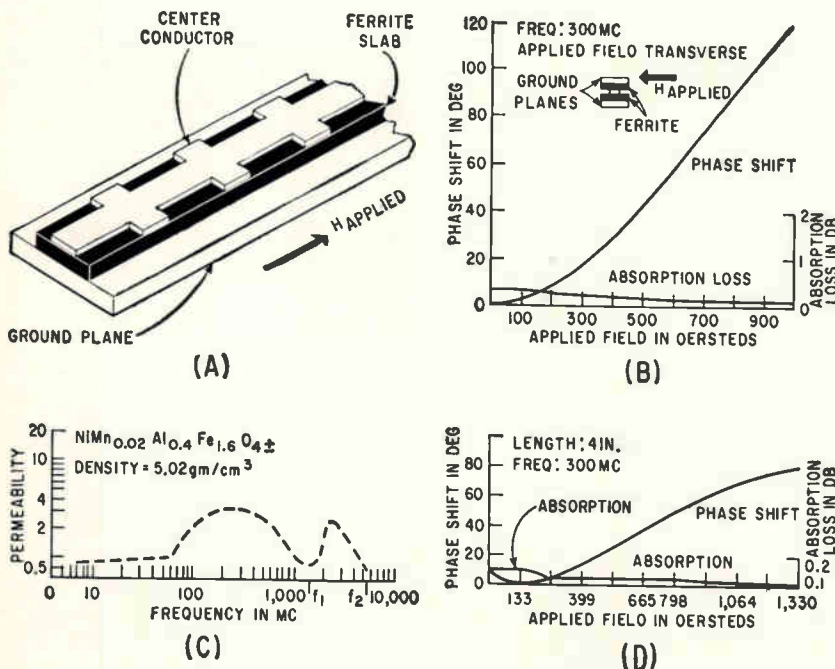 CENTER
CONDUCTOR
FERRITE
SLAB
H APPLIED
GROUND PLANE
(A)
FREQ: 300 MC
APPLIED FIELD TRANSVERSE
GROUND
PLANES
H APPLIED
FERRITE
PHASE SHIFT
ABSORPTION LOSS
PHASE SHIFT IN DEG
120
100
80
60
40
20
0
ABSORPTION
LOSS IN DB
2
1
0
100 300 500 700 900
APPLIED FIELD IN OERSTEDS
(B)
NiMn0.02 Al0.4 Fe1.6 O4±
DENSITY = 5.02gm/cm3
PERMEABILITY
20
10
4
2
0.5
0 10 100 1,000 f1 f2 10,000
FREQUENCY IN MC
(C)
LENGTH: 4IN.
FREQ: 300MC
ABSORPTION
PHASE SHIFT
ABSORPTION
PHASE SHIFT IN DEG
80
60
40
20
0
ABSORPTION
LOSS IN DB
0.2
0.1
133 399 665 798 1,064 1,330
APPLIED FIELD IN OERSTEDS
(D)